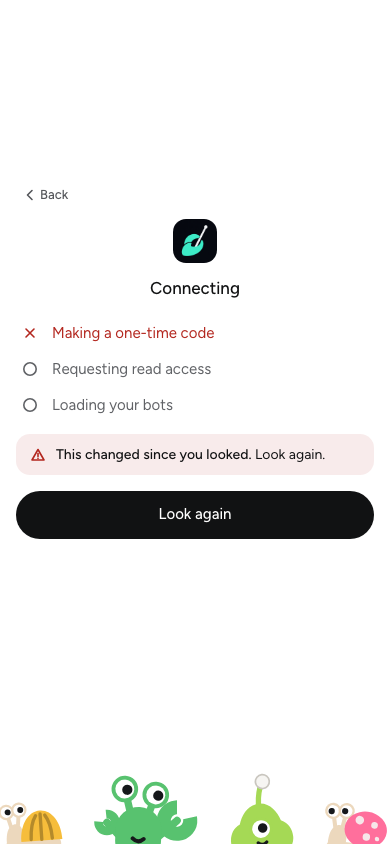 Back
Connecting
Making a one-time code
Requesting read access
Loading your bots
This changed since you looked. Look again.
Look again